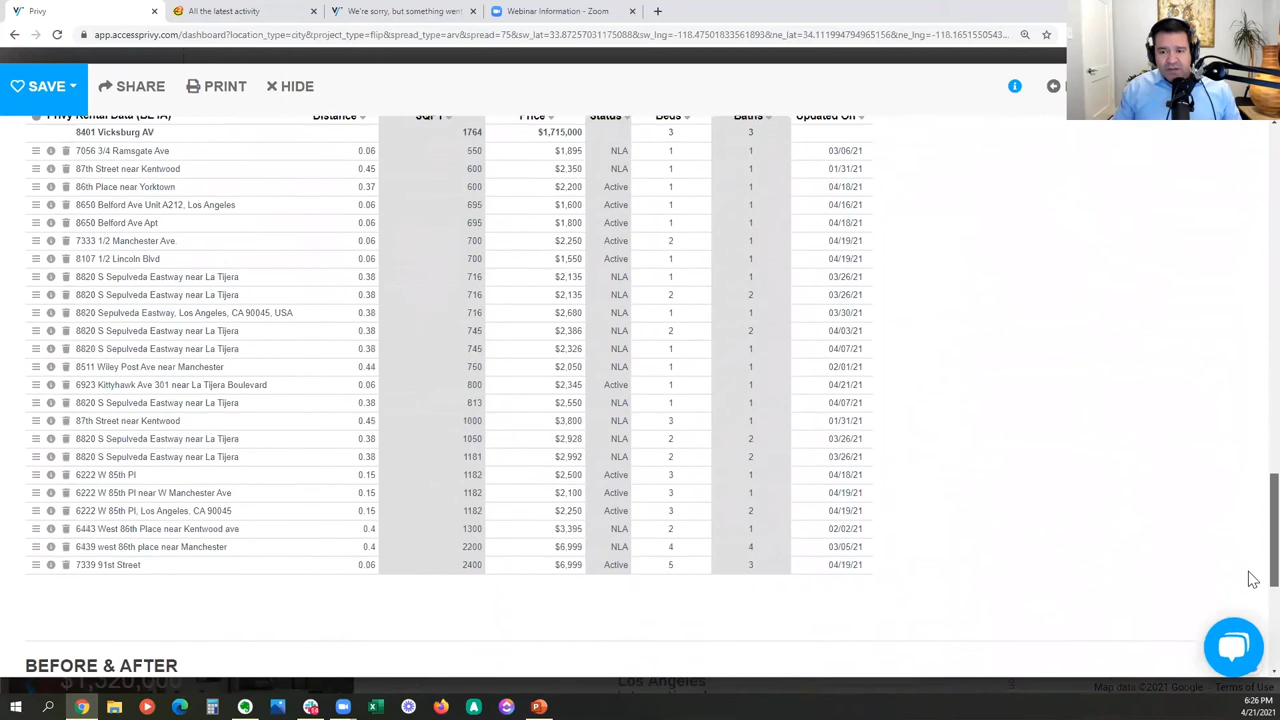 Privy
All the latest activity
We're sorry, but something went
Webinar Information - Zoom
app.accessprivy.com/dashboard?location_type=city&project_type=flip&spread_type=arv&spread=75&sw_lat=33.87257031175088&sw_lng=-118.47501833561893&ne_lat=34.111994794965156&ne_lng=-118.1651550543...
SAVE SHARE PRINT HIDE
Privy Rental Data (BETA) Distance SQFT Price Status Beds Baths Updated On
8401 Vicksburg AV 1764 $1,715,000 3 3
7056 3/4 Ramsgate Ave 0.06 550 $1,895 NLA 1 1 03/06/21
87th Street near Kentwood 0.45 600 $2,350 NLA 1 1 01/31/21
86th Place near Yorktown 0.37 600 $2,200 Active 1 1 04/18/21
8650 Belford Ave Unit A212, Los Angeles 0.06 695 $1,600 Active 1 1 04/16/21
8650 Belford Ave Apt 0.06 695 $1,800 Active 1 1 04/18/21
7333 1/2 Manchester Ave. 0.06 700 $2,250 Active 2 1 04/19/21
8107 1/2 Lincoln Blvd 0.06 700 $1,550 Active 1 1 04/19/21
8820 S Sepulveda Eastway near La Tijera 0.38 716 $2,135 NLA 1 1 03/26/21
8820 S Sepulveda Eastway near La Tijera 0.38 716 $2,135 NLA 2 2 03/26/21
8820 Sepulveda Eastway, Los Angeles, CA 90045, USA 0.38 716 $2,680 NLA 1 1 03/30/21
8820 S Sepulveda Eastway near La Tijera 0.38 745 $2,386 NLA 2 2 04/03/21
8820 S Sepulveda Eastway near La Tijera 0.38 745 $2,326 NLA 1 1 04/07/21
8511 Wiley Post Ave near Manchester 0.44 750 $2,050 NLA 1 1 02/01/21
6923 Kittyhawk Ave 301 near La Tijera Boulevard 0.06 800 $2,345 Active 1 1 04/21/21
8820 S Sepulveda Eastway near La Tijera 0.38 813 $2,550 NLA 1 1 04/07/21
87th Street near Kentwood 0.45 1000 $3,800 NLA 3 1 01/31/21
8820 S Sepulveda Eastway near La Tijera 0.38 1050 $2,928 NLA 2 2 03/26/21
8820 S Sepulveda Eastway near La Tijera 0.38 1181 $2,992 NLA 2 2 03/26/21
6222 W 85th Pl 0.15 1182 $2,500 Active 3 1 04/18/21
6222 W 85th Pl near W Manchester Ave 0.15 1182 $2,100 Active 3 1 04/19/21
6222 W 85th PI, Los Angeles, CA 90045 0.15 1182 $2,250 Active 3 2 04/19/21
6443 West 86th Place near Kentwood ave 0.4 1300 $3,395 NLA 2 1 02/02/21
6439 west 86th place near Manchester 0.4 2200 $6,999 NLA 4 4 03/05/21
7339 91st Street 0.06 2400 $6,999 Active 5 3 04/19/21
BEFORE & AFTER
$1,320,000 Los Angeles Map data ©2021 Google Terms of Use
6:26 PM
4/21/2021